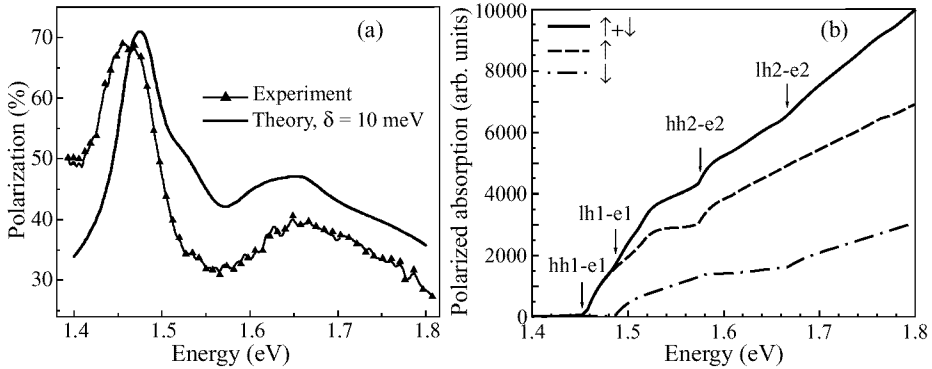 (a)
Polarization (%)
70
60
50
40
30
Experiment
Theory, δ = 10 meV
1.4
1.5
1.6
1.7
1.8
Energy (eV)
(b)
Polarized absorption (arb. units)
10000
8000
6000
4000
2000
0
↑+↓
↑
↓
lh2-e2
hh2-e2
lh1-e1
hh1-e1
1.4
1.5
1.6
1.7
1.8
Energy (eV)